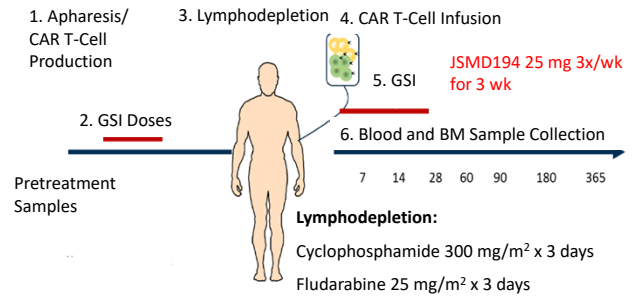 1. Apharesis/
CAR T-Cell
Production
3. Lymphodepletion
4. CAR T-Cell Infusion
5. GSI
JSMD194 25 mg 3x/wk
for 3 wk
2. GSI Doses
6. Blood and BM Sample Collection
7 14 28 60 90 180 365
Pretreatment
Samples
Lymphodepletion:
Cyclophosphamide 300 mg/m² x 3 days
Fludarabine 25 mg/m² x 3 days